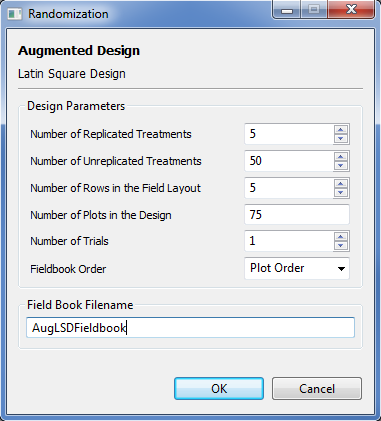 Randomization
Augmented Design
Latin Square Design
Design Parameters
Number of Replicated Treatments 5
Number of Unreplicated Treatments 50
Number of Rows in the Field Layout 5
Number of Plots in the Design 75
Number of Trials 1
Fieldbook Order Plot Order
Field Book Filename
AugLSDFieldbook
OK Cancel